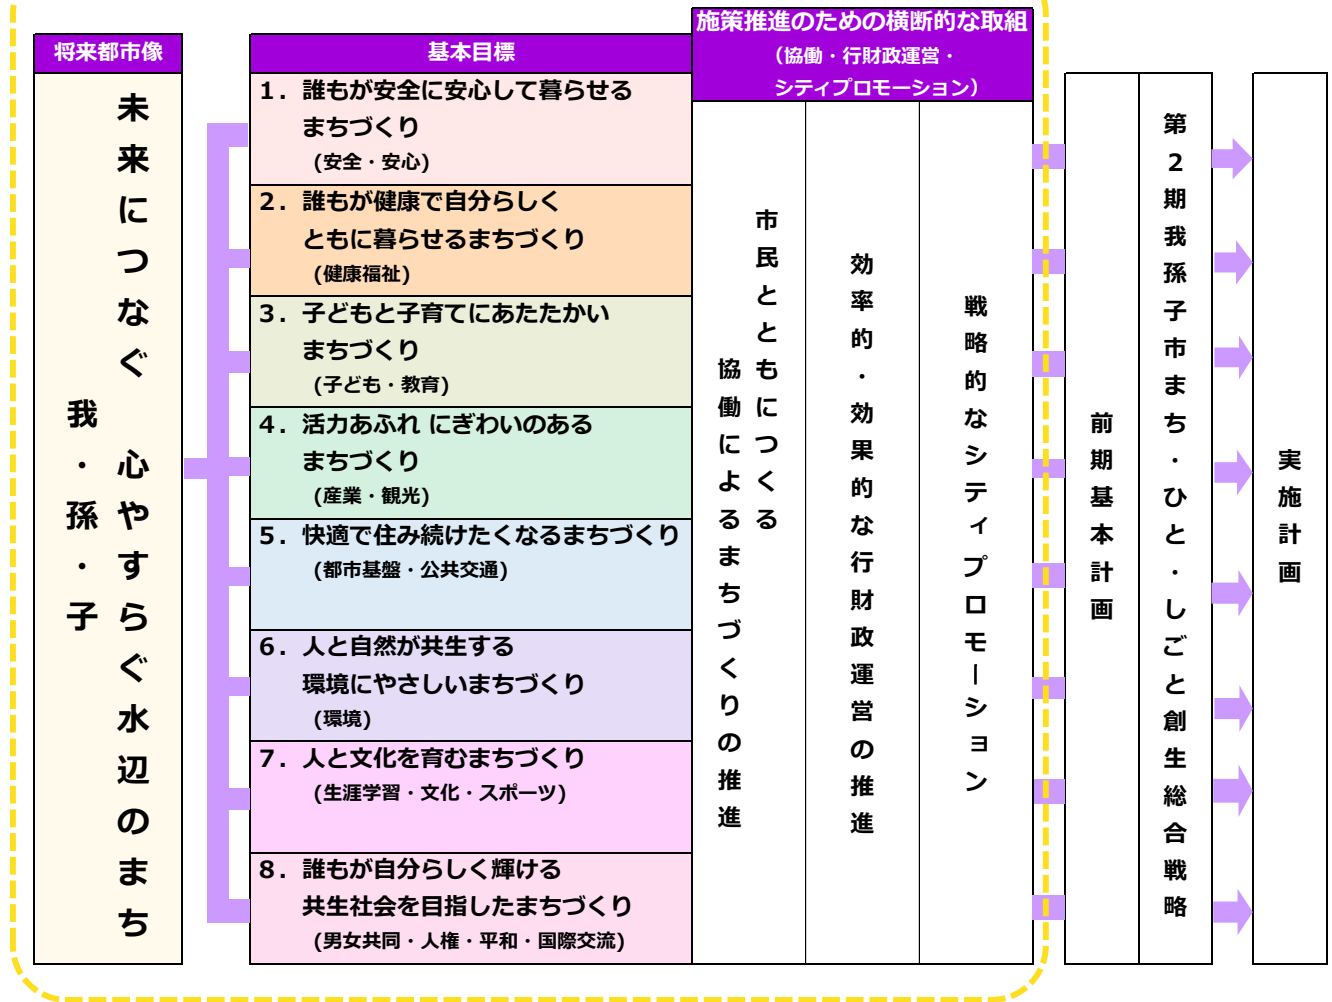 将来都市像
未来につなぐ 心やすらぐ水辺のまち
我・孫・子
基本目標
1．誰もが安全に安心して暮らせる
まちづくり
(安全・安心)
2．誰もが健康で自分らしく
ともに暮らせるまちづくり
(健康福祉)
3．子どもと子育てにあたたかい
まちづくり
(子ども・教育)
4．活力あふれ にぎわいのある
まちづくり
(産業・観光)
5．快適で住み続けたくなるまちづくり
(都市基盤・公共交通)
6．人と自然が共生する
環境にやさしいまちづくり
(環境)
7．人と文化を育むまちづくり
(生涯学習・文化・スポーツ)
8．誰もが自分らしく輝ける
共生社会を目指したまちづくり
(男女共同・人権・平和・国際交流)
施策推進のための横断的な取組
（協働・行財政運営・
シティプロモーション）
市民とともにつくる
協働によるまちづくりの推進
効率的・効果的な行財政運営の推進
戦略的なシティプロモーション
前期基本計画
第2期我孫子市まち・ひと・しごと創生総合戦略
実施計画